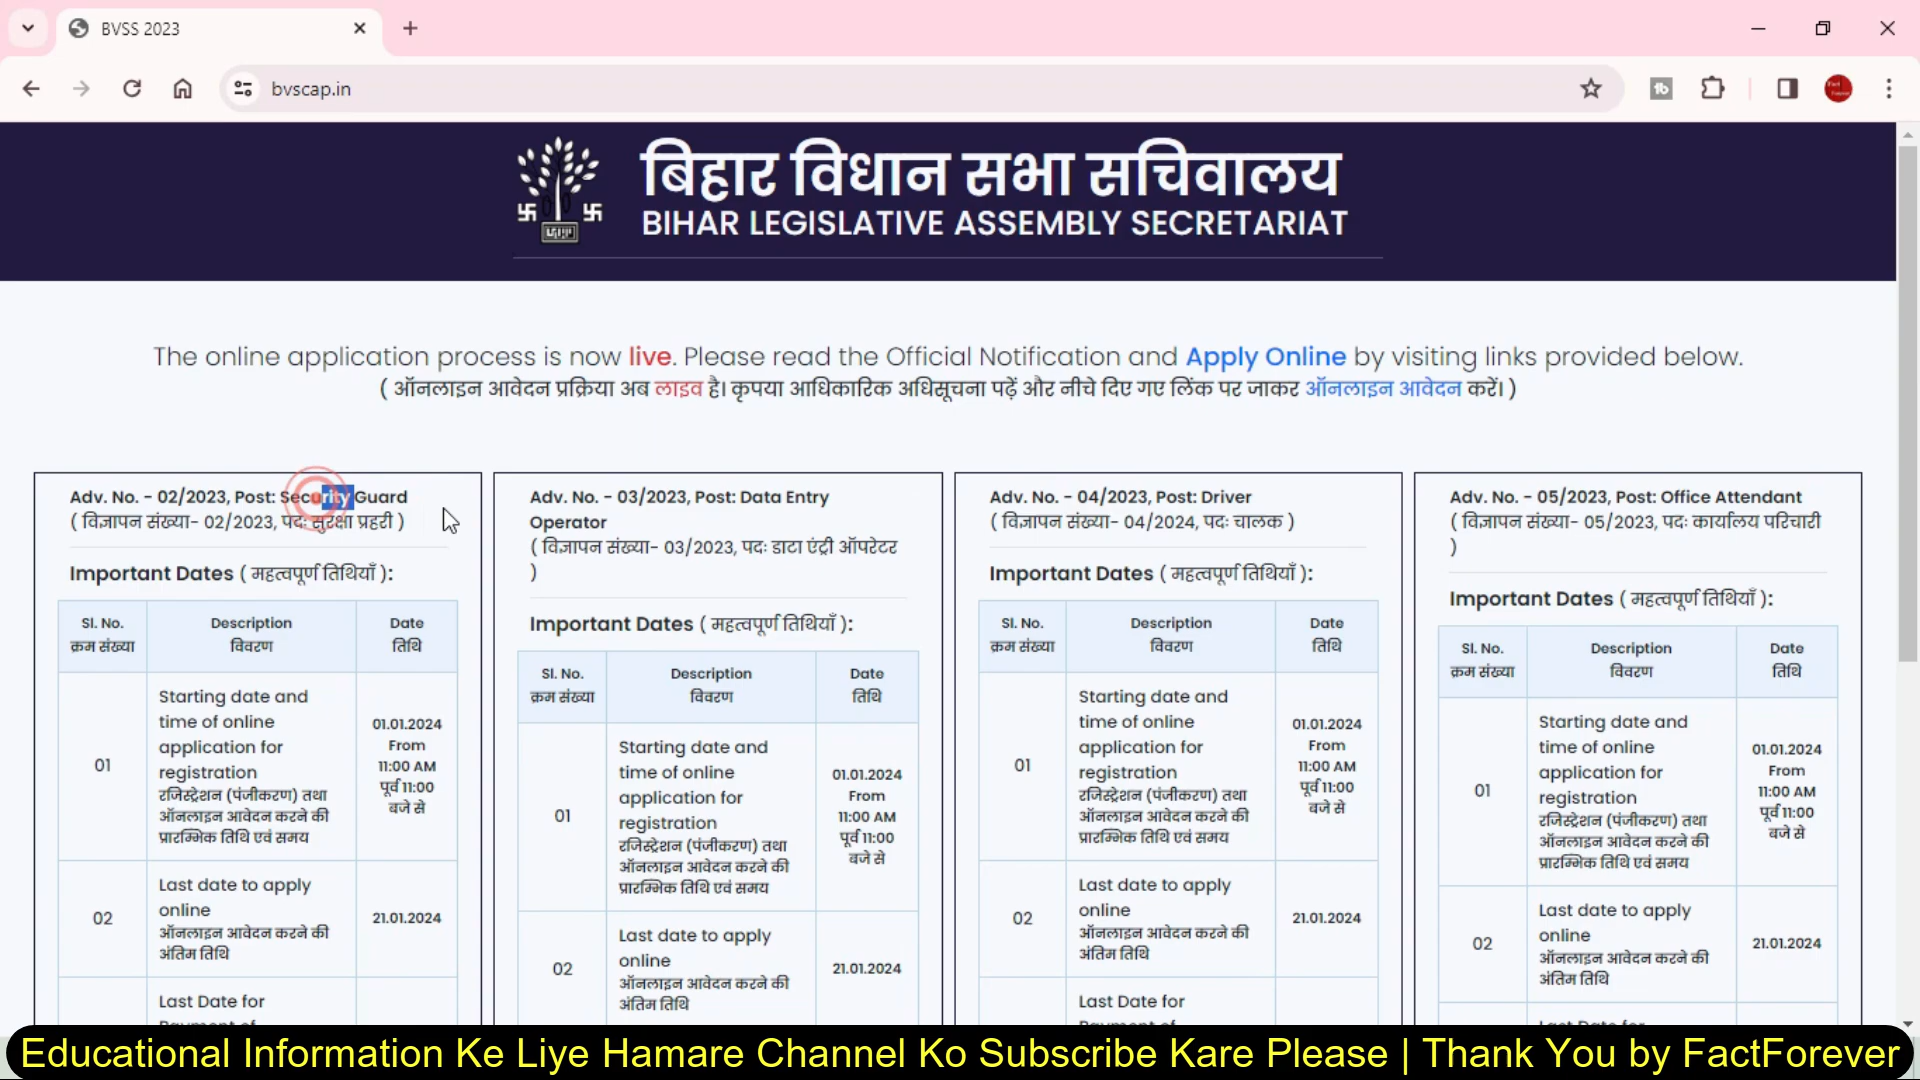 BVSS 2023
bvscap.in
बिहार विधान सभा सचिवालय
BIHAR LEGISLATIVE ASSEMBLY SECRETARIAT
The online application process is now live. Please read the Official Notification and Apply Online by visiting links provided below.
( ऑनलाइन आवेदन प्रक्रिया अब लाइव है। कृपया आधिकारिक अधिसूचना पढ़ें और नीचे दिए गए लिंक पर जाकर ऑनलाइन आवेदन करें। )
Adv. No. - 02/2023, Post: Security Guard
( विज्ञापन संख्या- 02/2023, पदः सुरक्षा प्रहरी )
Important Dates ( महत्वपूर्ण तिथियाँ ):
Sl. No.
क्रम संख्या
Description
विवरण
Date
तिथि
01
Starting date and
time of online
application for
registration
रजिस्ट्रेशन (पंजीकरण) तथा
ऑनलाइन आवेदन करने की
प्रारम्भिक तिथि एवं समय
01.01.2024
From
11:00 AM
पूर्व 11:00
बजे से
02
Last date to apply
online
ऑनलाइन आवेदन करने की
अंतिम तिथि
21.01.2024
Last Date for
Payment of
Adv. No. - 03/2023, Post: Data Entry
Operator
( विज्ञापन संख्या- 03/2023, पदः डाटा एंट्री ऑपरेटर
)
Important Dates ( महत्वपूर्ण तिथियाँ ):
Sl. No.
क्रम संख्या
Description
विवरण
Date
तिथि
01
Starting date and
time of online
application for
registration
रजिस्ट्रेशन (पंजीकरण) तथा
ऑनलाइन आवेदन करने की
प्रारम्भिक तिथि एवं समय
01.01.2024
From
11:00 AM
पूर्व 11:00
बजे से
02
Last date to apply
online
ऑनलाइन आवेदन करने की
अंतिम तिथि
21.01.2024
Adv. No. - 04/2023, Post: Driver
( विज्ञापन संख्या- 04/2024, पदः चालक )
Important Dates ( महत्वपूर्ण तिथियाँ ):
Sl. No.
क्रम संख्या
Description
विवरण
Date
तिथि
01
Starting date and
time of online
application for
registration
रजिस्ट्रेशन (पंजीकरण) तथा
ऑनलाइन आवेदन करने की
प्रारम्भिक तिथि एवं समय
01.01.2024
From
11:00 AM
पूर्व 11:00
बजे से
02
Last date to apply
online
ऑनलाइन आवेदन करने की
अंतिम तिथि
21.01.2024
Last Date for
Payment of
Adv. No. - 05/2023, Post: Office Attendant
( विज्ञापन संख्या- 05/2023, पदः कार्यालय परिचारी
)
Important Dates ( महत्वपूर्ण तिथियाँ ):
Sl. No.
क्रम संख्या
Description
विवरण
Date
तिथि
01
Starting date and
time of online
application for
registration
रजिस्ट्रेशन (पंजीकरण) तथा
ऑनलाइन आवेदन करने की
प्रारम्भिक तिथि एवं समय
01.01.2024
From
11:00 AM
पूर्व 11:00
बजे से
02
Last date to apply
online
ऑनलाइन आवेदन करने की
अंतिम तिथि
21.01.2024
Last Date for
Educational Information Ke Liye Hamare Channel Ko Subscribe Kare Please | Thank You by FactForever